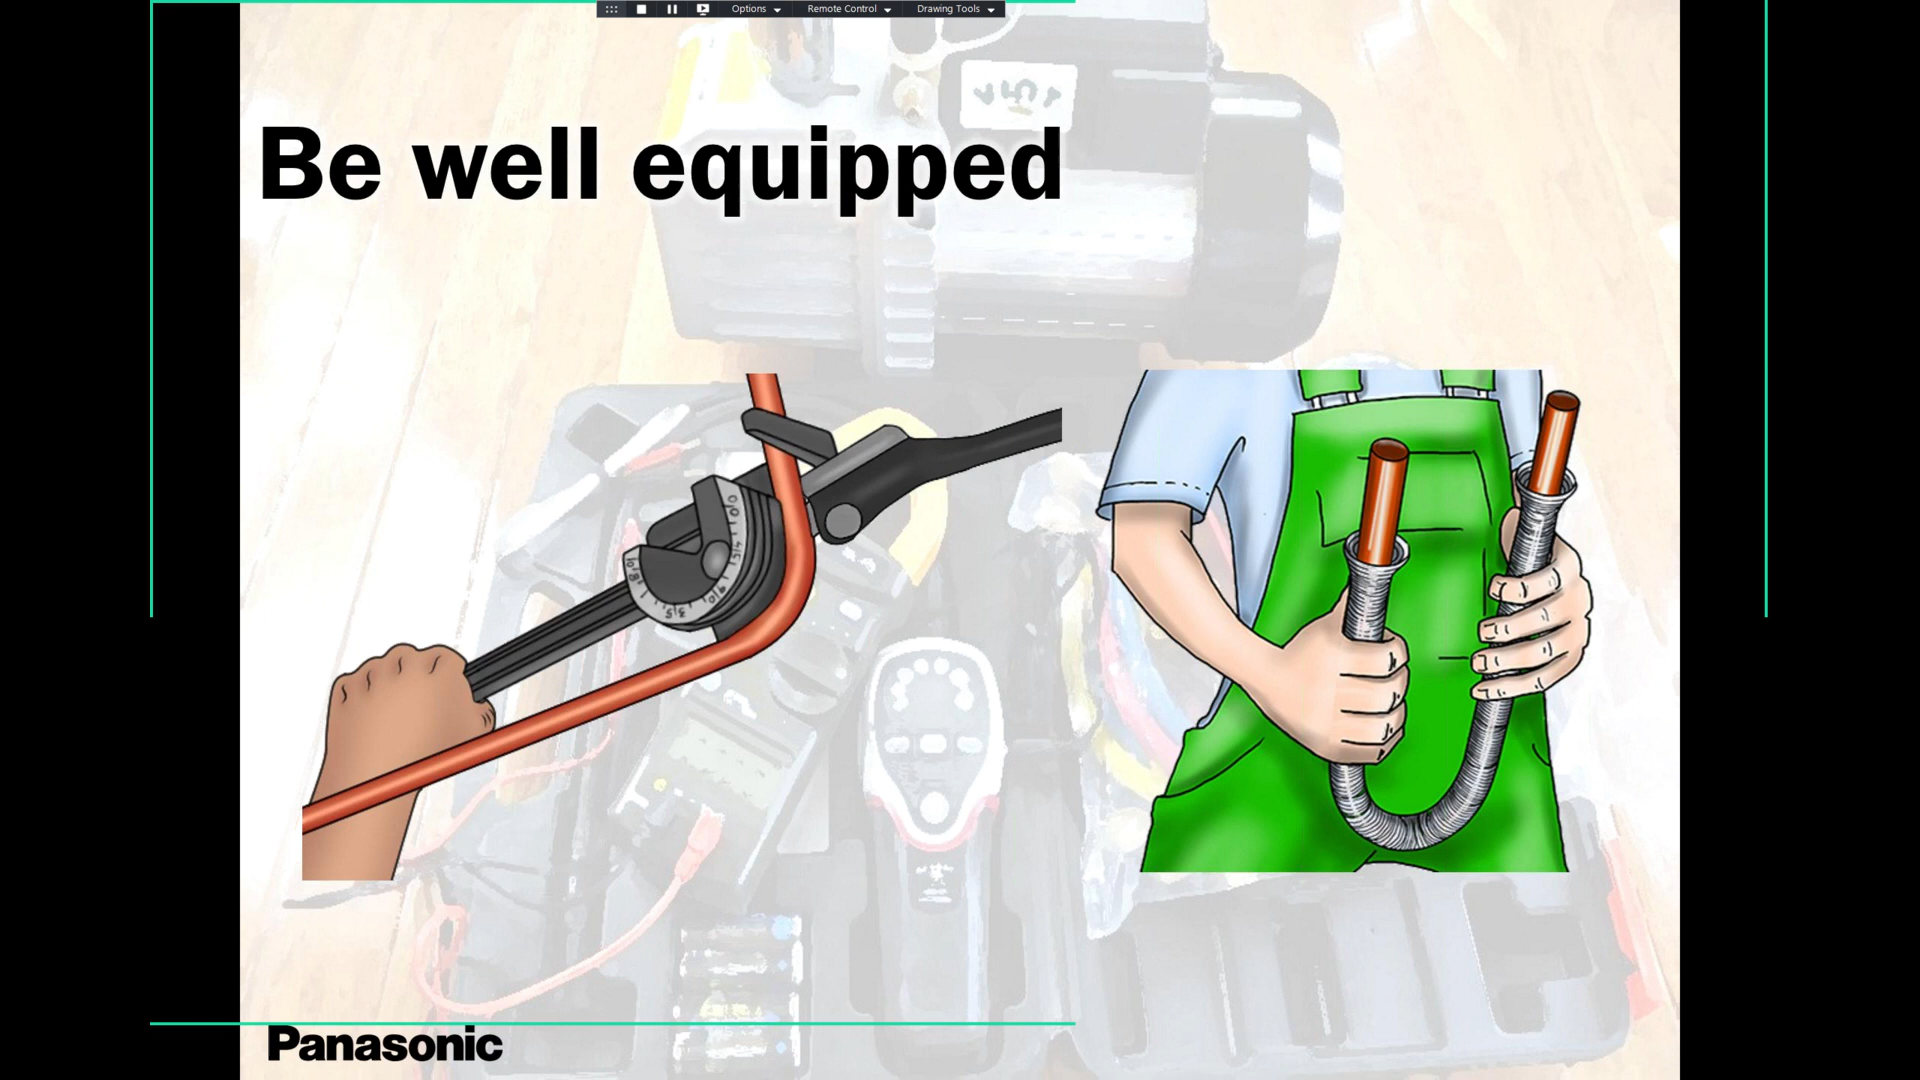 Options
Remote Control
Drawing Tools
Be well equipped
Panasonic